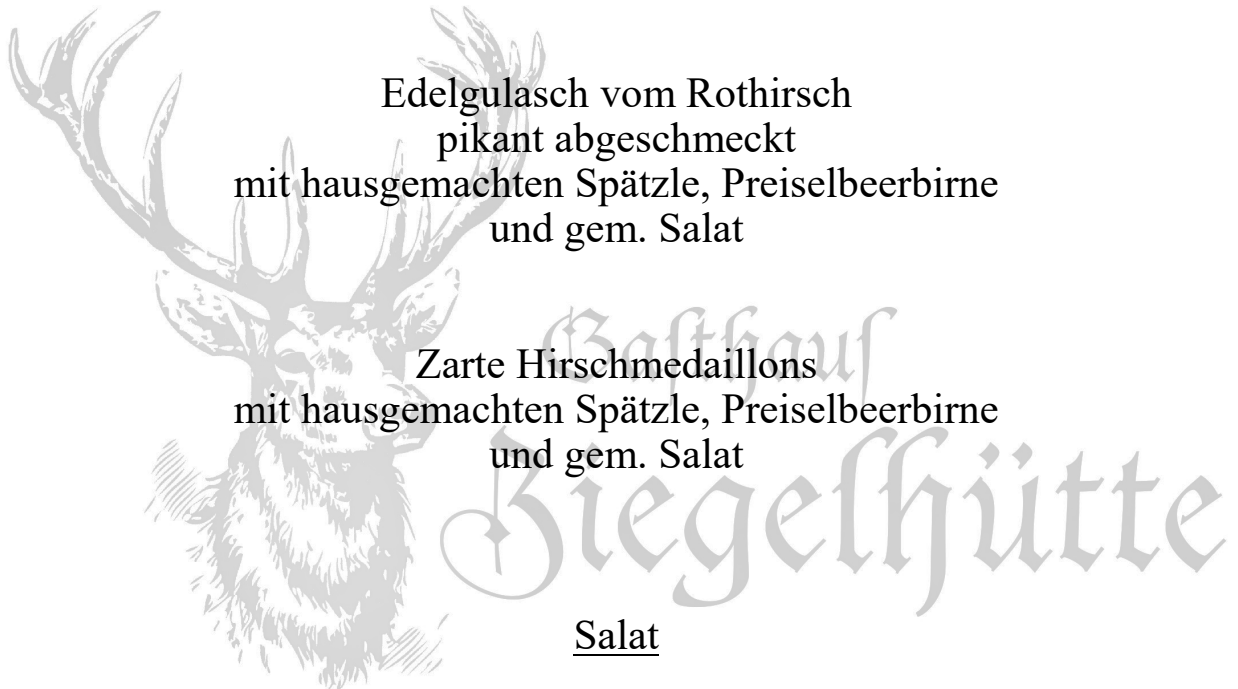 Edelgulasch vom Rothirsch
pikant abgeschmeckt
mit hausgemachten Spätzle, Preiselbeerbirne
und gem. Salat
Gaſthauſ
Zarte Hirschmedaillons
mit hausgemachten Spätzle, Preiselbeerbirne
und gem. Salat
Ziegelhütte
Salat